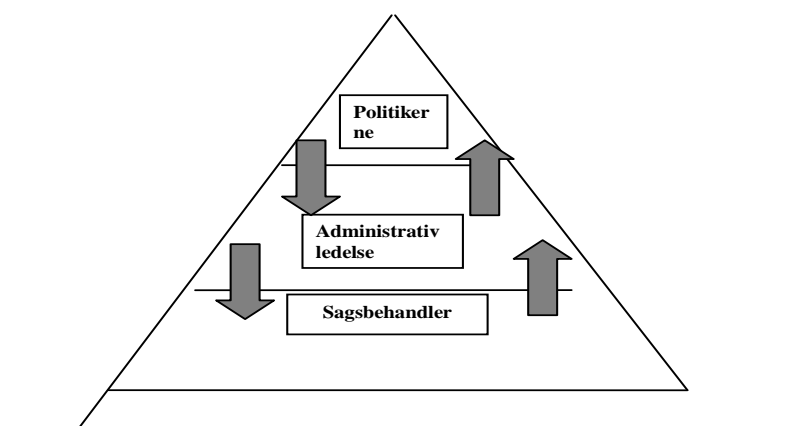 Politiker
ne
Administrativ
ledelse
Sagsbehandler